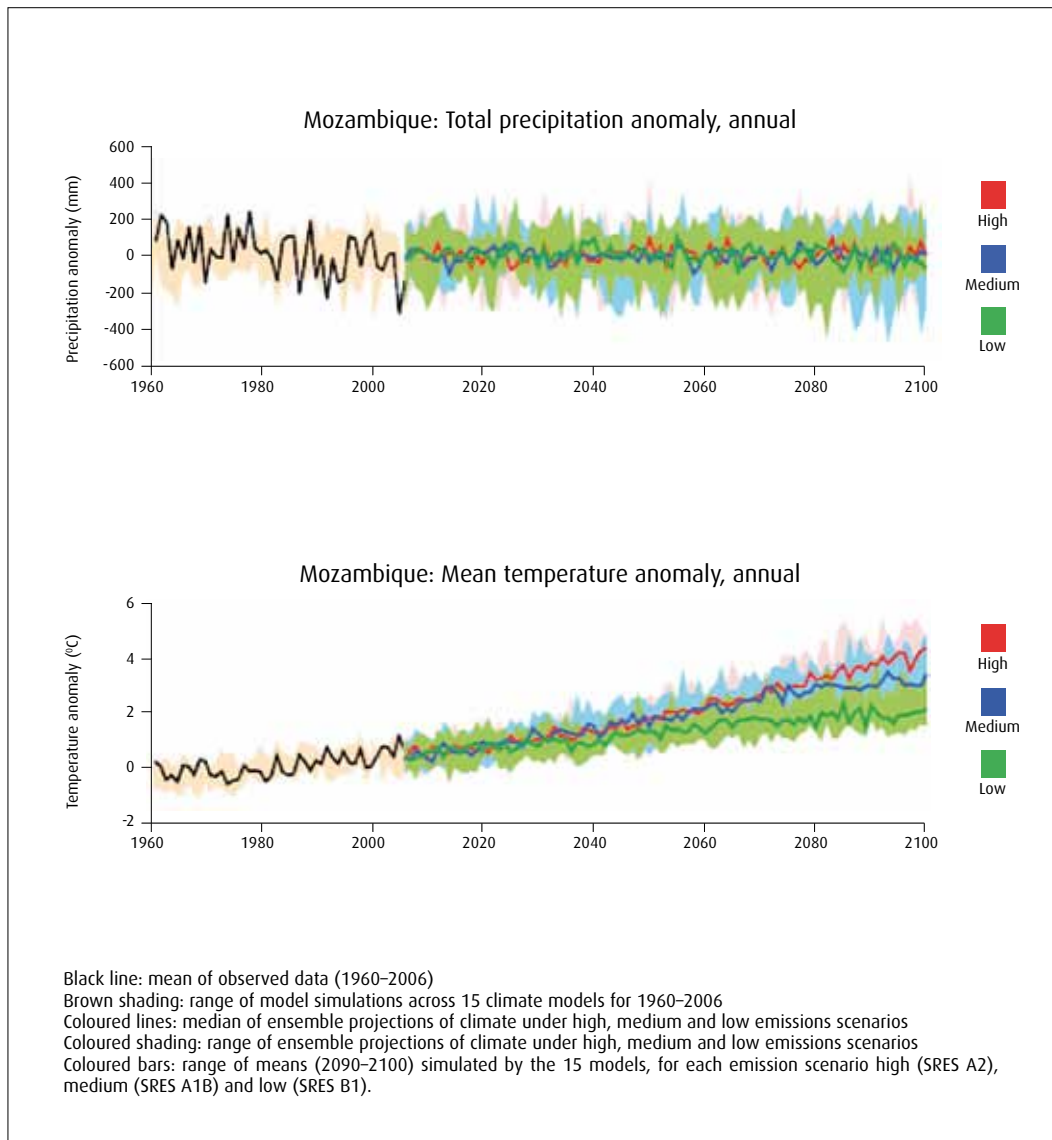 Mozambique: Total precipitation anomaly, annual
Precipitation anomaly (mm)
600
400
200
0
-200
-400
-600
1960
1980
2000
2020
2040
2060
2080
2100
High
Medium
Low
Mozambique: Mean temperature anomaly, annual
Temperature anomaly (ºC)
6
4
2
0
-2
1960
1980
2000
2020
2040
2060
2080
2100
High
Medium
Low
Black line: mean of observed data (1960–2006)
Brown shading: range of model simulations across 15 climate models for 1960–2006
Coloured lines: median of ensemble projections of climate under high, medium and low emissions scenarios
Coloured shading: range of ensemble projections of climate under high, medium and low emissions scenarios
Coloured bars: range of means (2090–2100) simulated by the 15 models, for each emission scenario high (SRES A2),
medium (SRES A1B) and low (SRES B1).